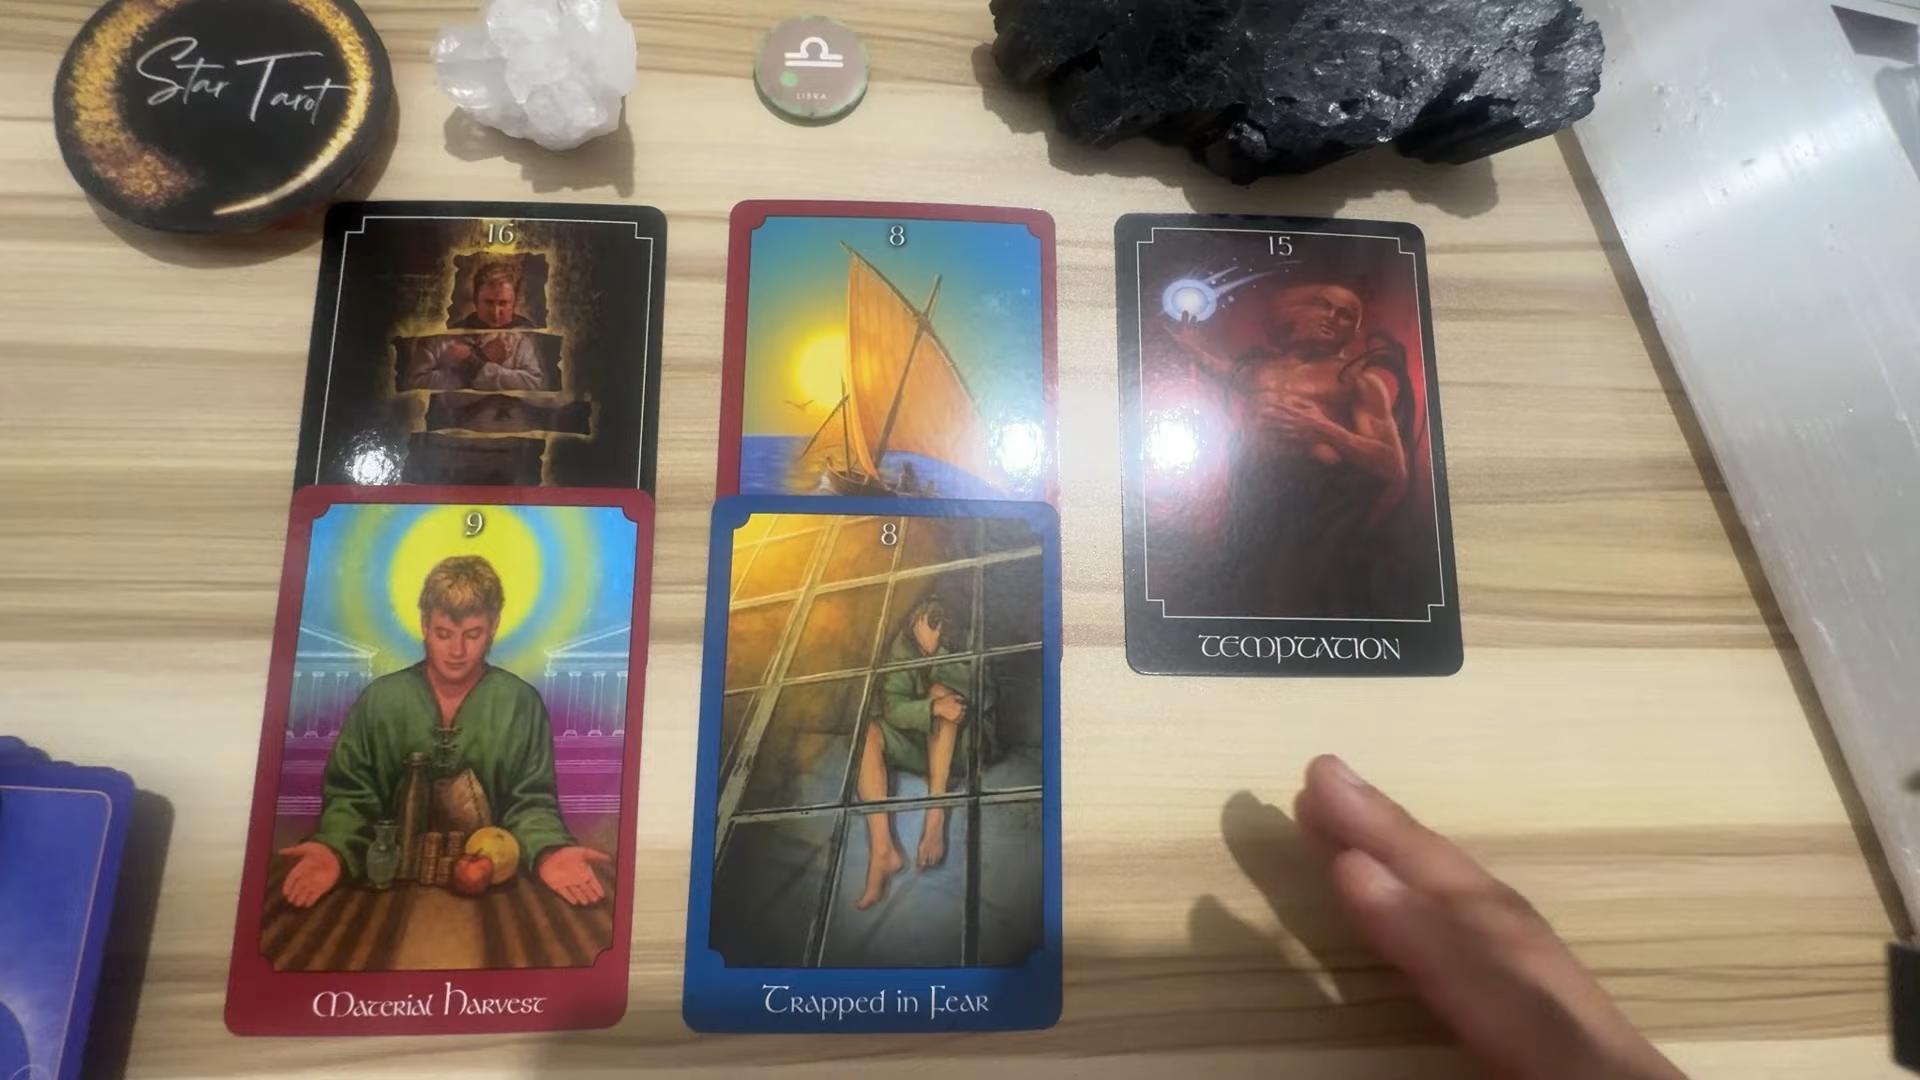 Star Tarot
LIBRA
16
8
15
TEMPTATION
9
Material Harvest
8
Trapped in Fear